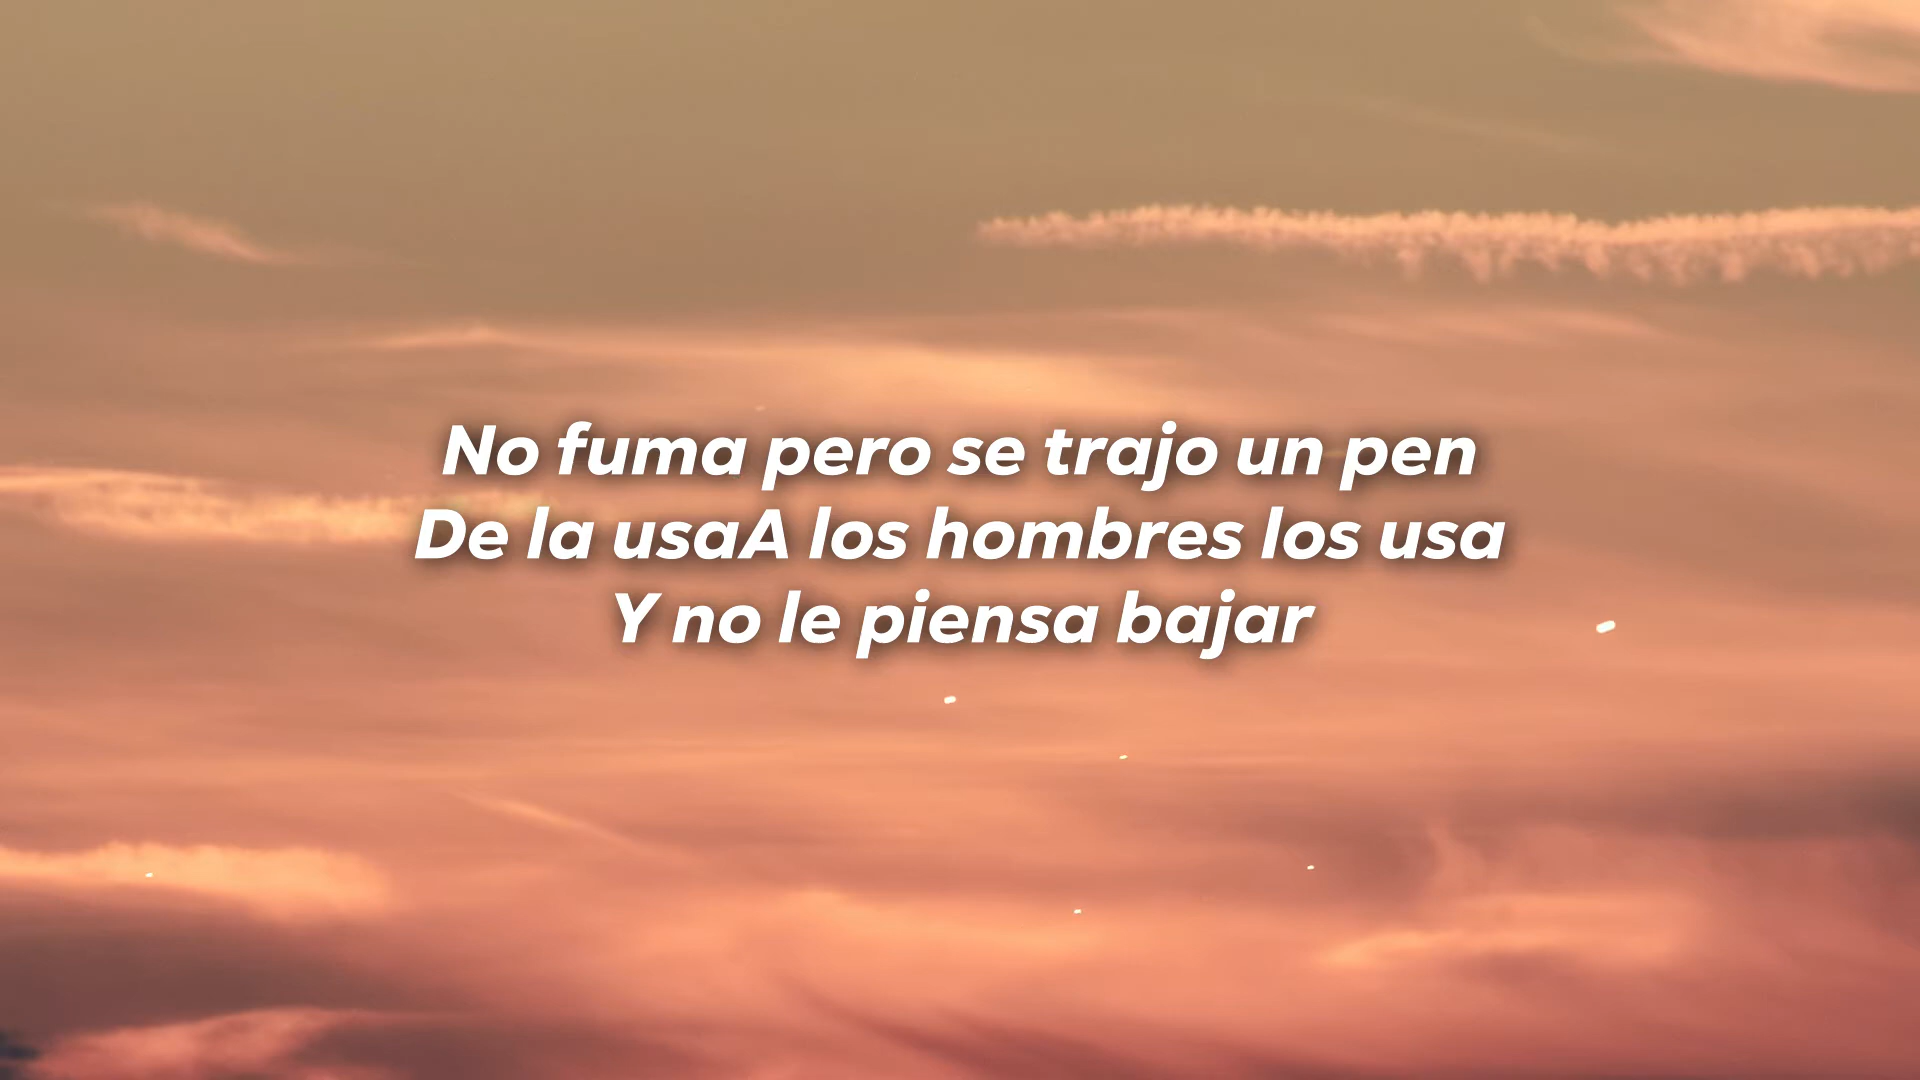 No fuma pero se trajo un pen
De la usaA los hombres los usa
Y no le piensa bajar